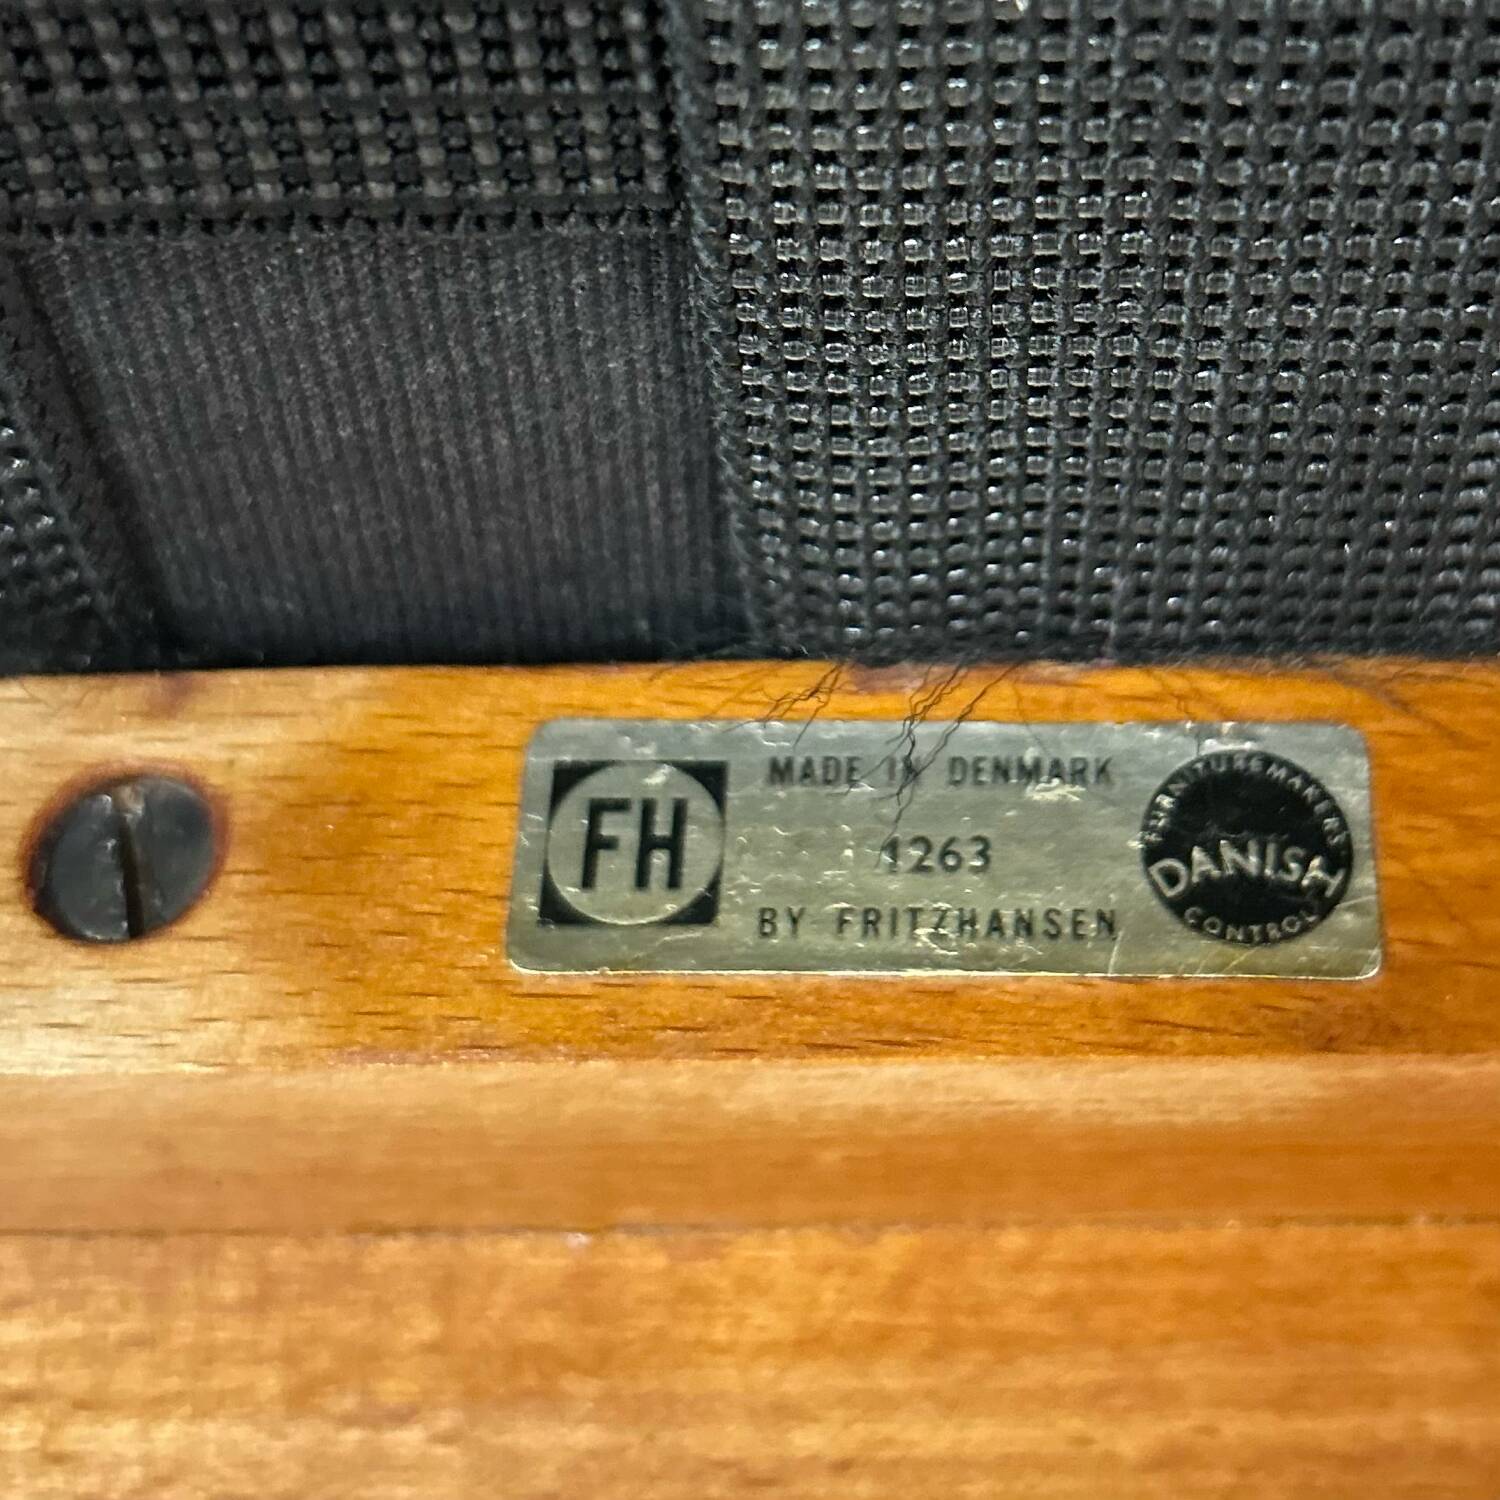 FH
MADE IN DENMARK
1263
BY FRITZHANSEN
FURNITUREMAKERS
DANISH
CONTROL